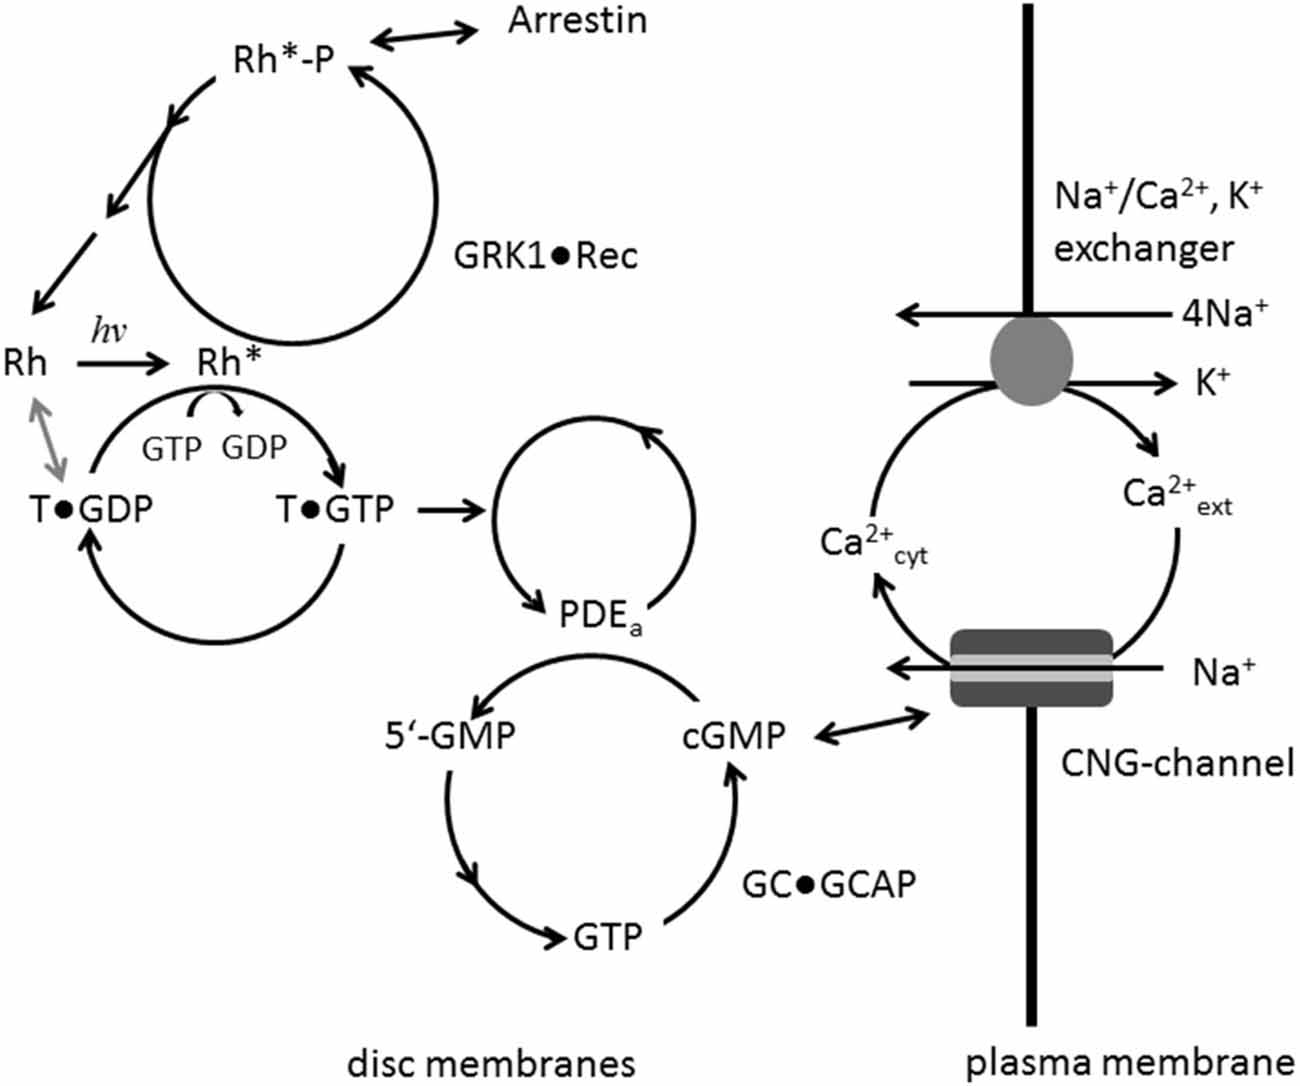 Arrestin
Rh*-P
Na⁺/Ca²⁺, K⁺
exchanger
GRK1●Rec
4Na⁺
hν
Rh
Rh*
K⁺
GTP GDP
T●GDP
T●GTP
Ca²⁺ext
Ca²⁺cyt
PDEₐ
Na⁺
5‘-GMP
cGMP
CNG-channel
GC●GCAP
GTP
disc membranes
plasma membrane